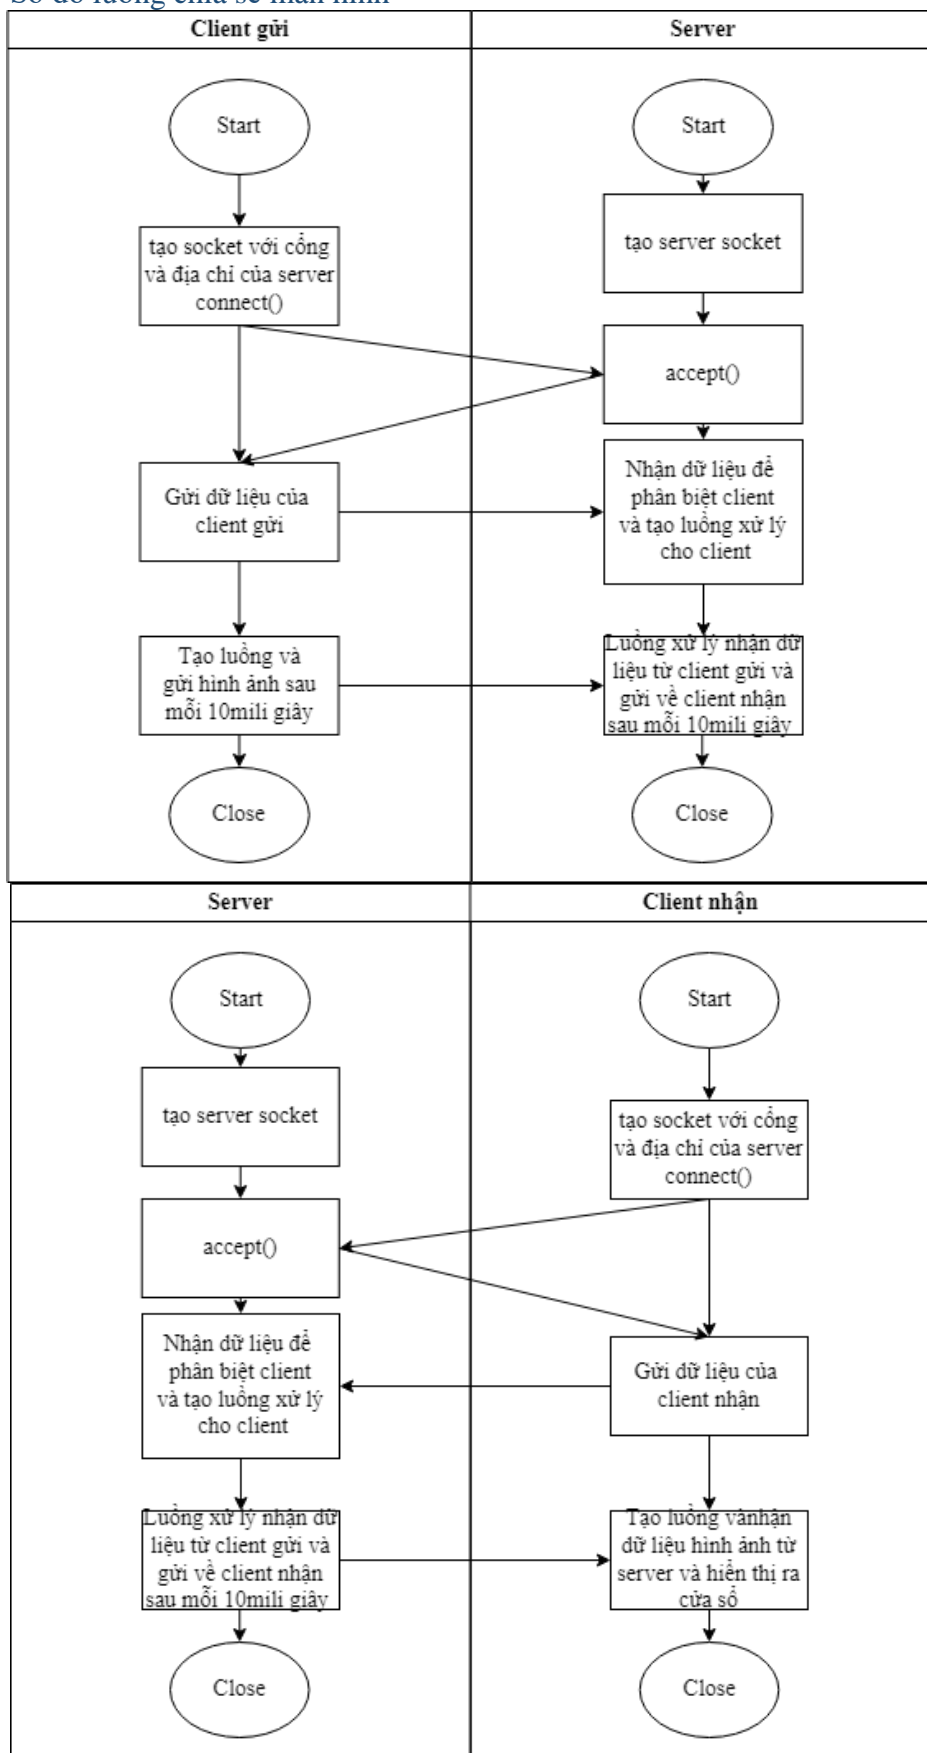 Sơ đồ luồng chia sẻ màn hình
Client gửi
Server
Start
Start
tạo socket với cổng
và địa chỉ của server
connect()
tạo server socket
accept()
Gửi dữ liệu của
client gửi
Nhận dữ liệu để
phân biệt client
và tạo luồng xử lý
cho client
Tạo luồng và
gửi hình ảnh sau
mỗi 10mili giây
Luồng xử lý nhận dữ
liệu từ client gửi và
gửi về client nhận
sau mỗi 10mili giây
Close
Close
Server
Client nhận
Start
Start
tạo server socket
tạo socket với cổng
và địa chỉ của server
connect()
accept()
Nhận dữ liệu để
phân biệt client
và tạo luồng xử lý
cho client
Gửi dữ liệu của
client nhận
Luồng xử lý nhận dữ
liệu từ client gửi và
gửi về client nhận
sau mỗi 10mili giây
Tạo luồng vànhận
dữ liệu hình ảnh từ
server và hiển thị ra
cửa sổ
Close
Close